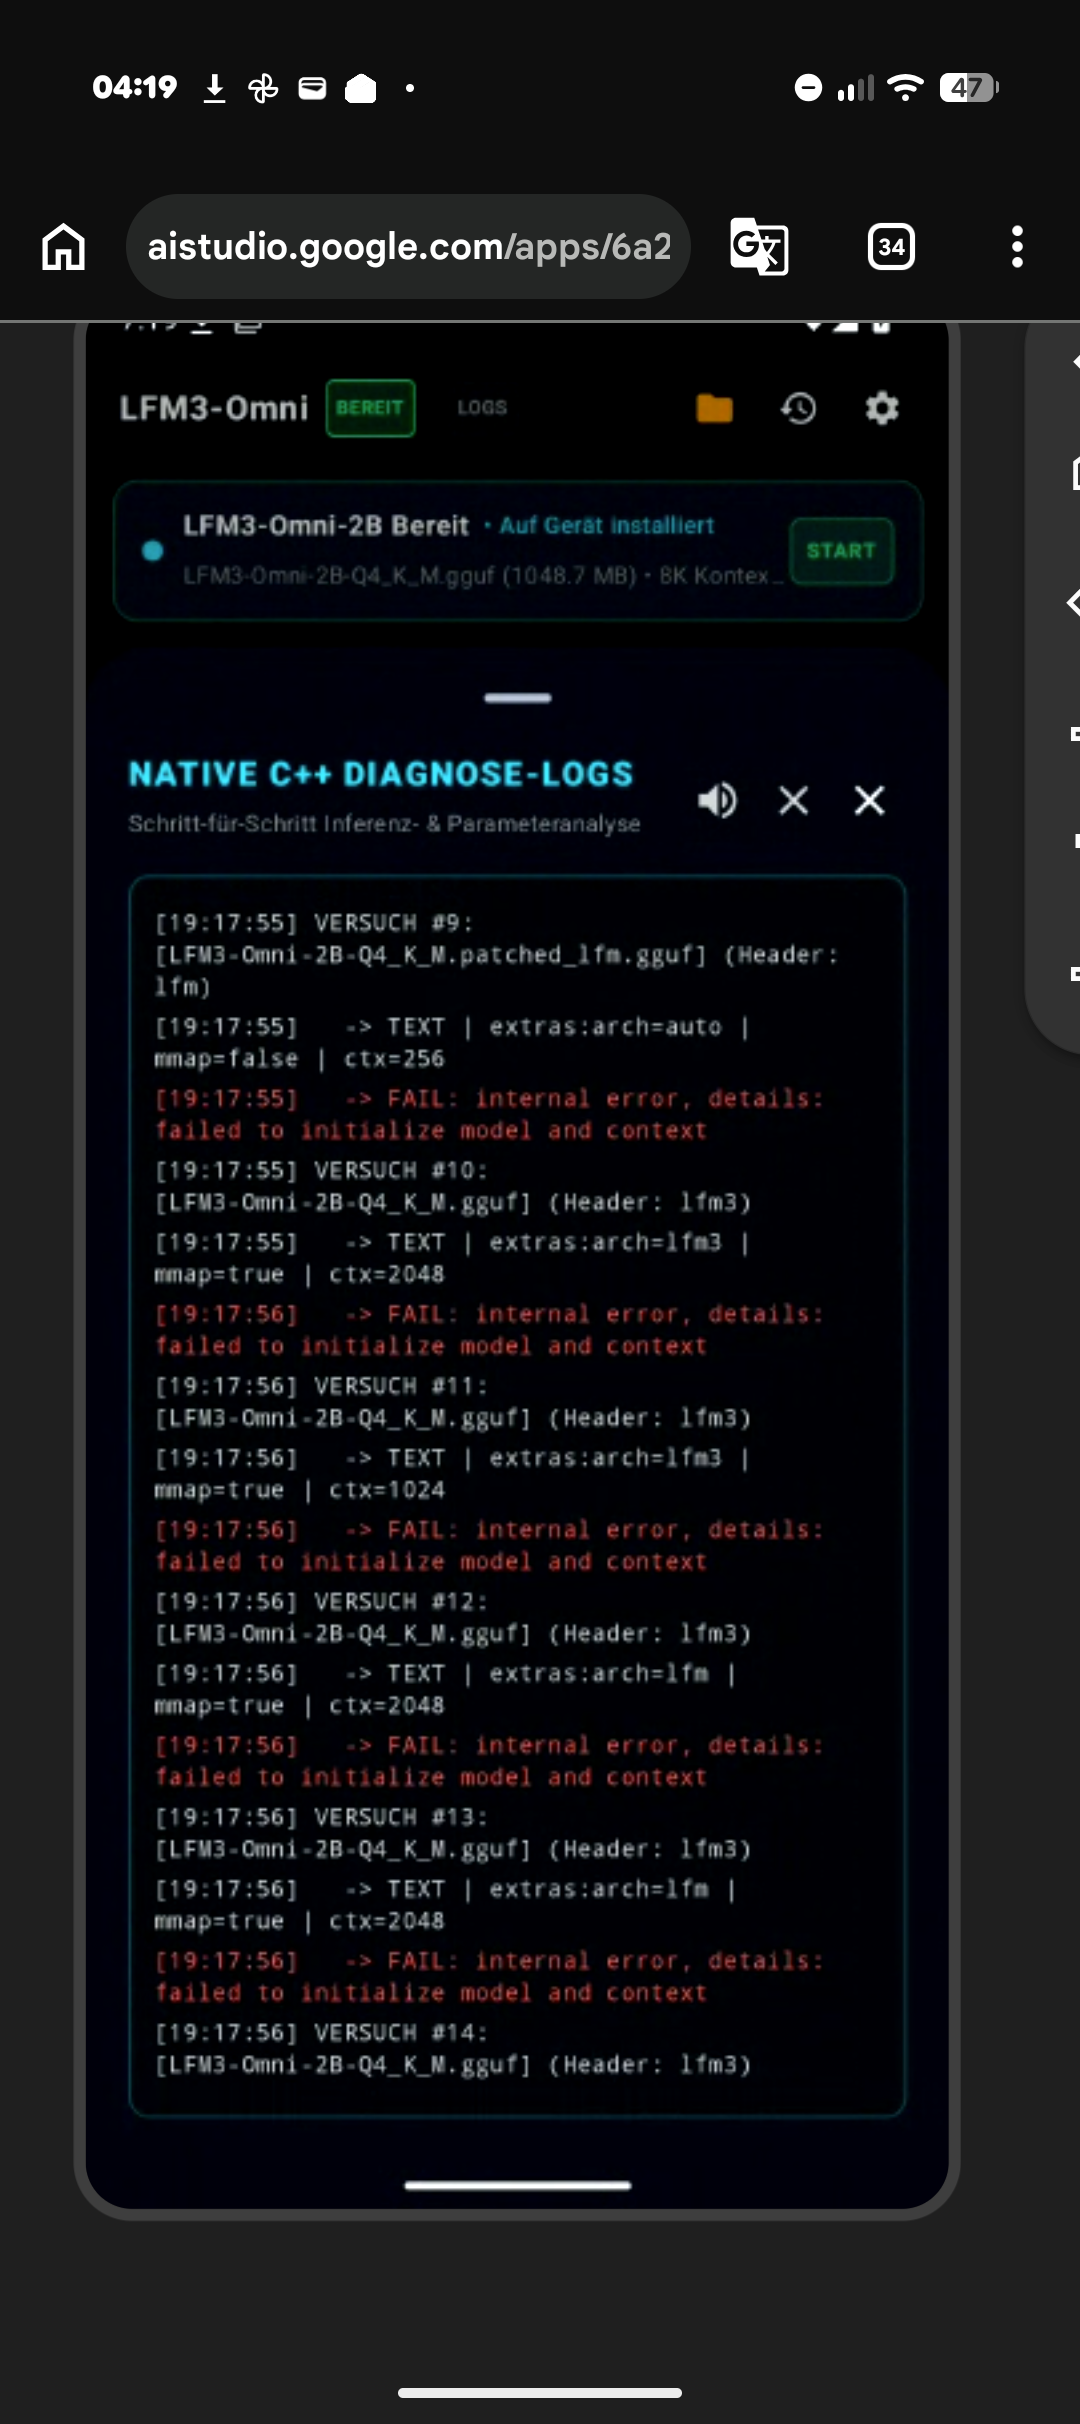 04:19
47
aistudio.google.com/apps/6a2
34
LFM3-Omni
BEREIT
LOGS
LFM3-Omni-2B Bereit • Auf Gerät installiert
LFM3-Omni-2B-Q4_K_M.gguf (1048.7 MB) • 8K Kontex...
START
NATIVE C++ DIAGNOSE-LOGS
Schritt-für-Schritt Inferenz- & Parameteranalyse
[19:17:55] VERSUCH #9:
[LFM3-Omni-2B-Q4_K_M.patched_lfm.gguf] (Header:
lfm)
[19:17:55]   -> TEXT | extras:arch=auto |
mmap=false | ctx=256
[19:17:55]   -> FAIL: internal error, details:
failed to initialize model and context
[19:17:55] VERSUCH #10:
[LFM3-Omni-2B-Q4_K_M.gguf] (Header: lfm3)
[19:17:55]   -> TEXT | extras:arch=lfm3 |
mmap=true | ctx=2048
[19:17:56]   -> FAIL: internal error, details:
failed to initialize model and context
[19:17:56] VERSUCH #11:
[LFM3-Omni-2B-Q4_K_M.gguf] (Header: lfm3)
[19:17:56]   -> TEXT | extras:arch=lfm3 |
mmap=true | ctx=1024
[19:17:56]   -> FAIL: internal error, details:
failed to initialize model and context
[19:17:56] VERSUCH #12:
[LFM3-Omni-2B-Q4_K_M.gguf] (Header: lfm3)
[19:17:56]   -> TEXT | extras:arch=lfm |
mmap=true | ctx=2048
[19:17:56]   -> FAIL: internal error, details:
failed to initialize model and context
[19:17:56] VERSUCH #13:
[LFM3-Omni-2B-Q4_K_M.gguf] (Header: lfm3)
[19:17:56]   -> TEXT | extras:arch=lfm |
mmap=true | ctx=2048
[19:17:56]   -> FAIL: internal error, details:
failed to initialize model and context
[19:17:56] VERSUCH #14:
[LFM3-Omni-2B-Q4_K_M.gguf] (Header: lfm3)